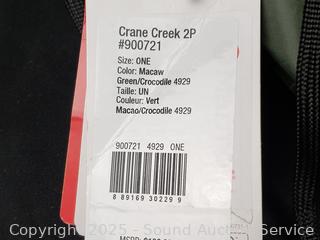 Crane Creek 2P
#900721
Size: ONE
Color: Macaw
Green/Crocodile 4929
Taille: UN
Couleur: Vert
Macao/Crocodile 4929
900721 4929 ONE
8 89169 30229 9
Copyright©2025 - Sound Auction Service